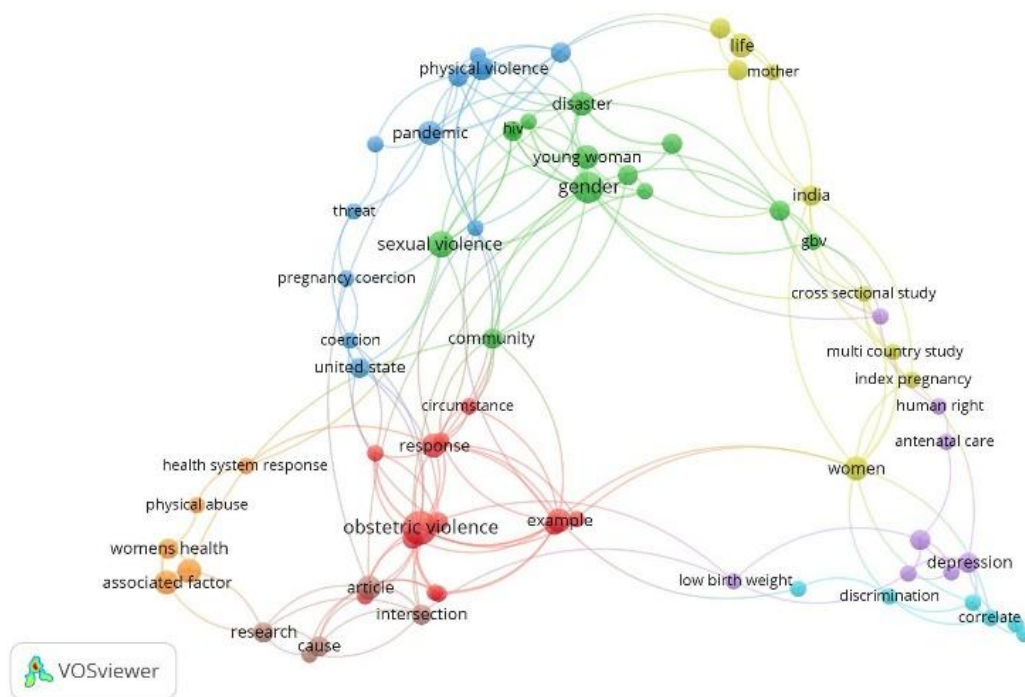 life
physical violence
mother
disaster
hiv
pandemic
young woman
gender
india
threat
sexual violence
gbv
pregnancy coercion
cross sectional study
community
coercion
multi country study
united state
index pregnancy
circumstance
human right
response
antenatal care
health system response
women
physical abuse
obstetric violence
example
womens health
depression
associated factor
article
low birth weight
discrimination
intersection
correlate
research
cause
VOSviewer